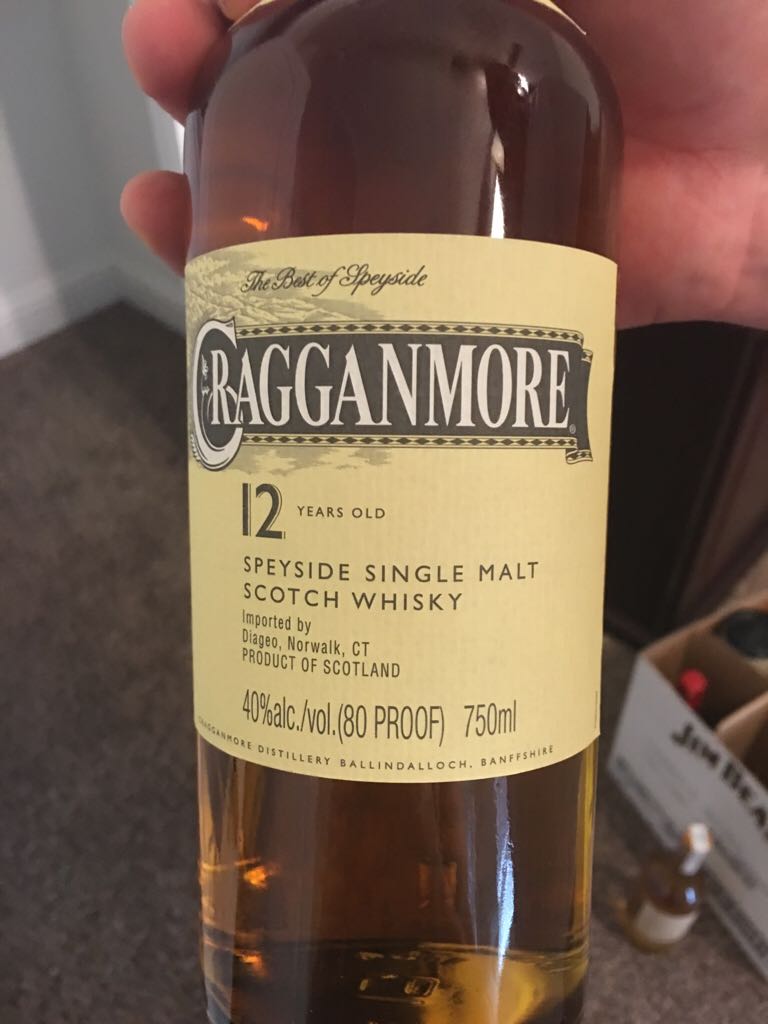 The Best of Speyside
CRAGGANMORE®
12 YEARS OLD
SPEYSIDE SINGLE MALT
SCOTCH WHISKY
Imported by
Diageo, Norwalk, CT
PRODUCT OF SCOTLAND
40%alc./vol.(80 PROOF) 750ml
CRAGGANMORE DISTILLERY BALLINDALLOCH, BANFFSHIRE
JIM BEA